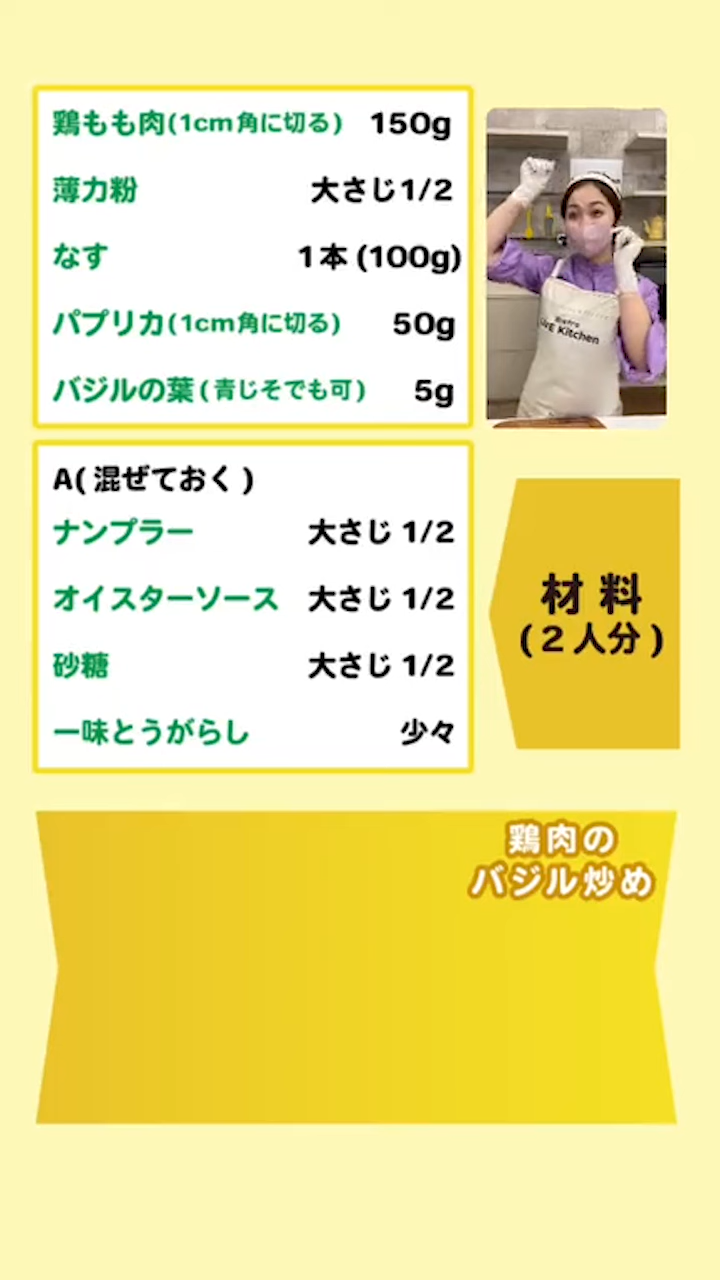 鶏もも肉(1cm角に切る) 150g
薄力粉 大さじ1/2
なす 1本(100g)
パプリカ(1cm角に切る) 50g
バジルの葉(青じそでも可) 5g
A(混ぜておく)
ナンプラー 大さじ 1/2
オイスターソース 大さじ 1/2
砂糖 大さじ 1/2
一味とうがらし 少々
材料
(2人分)
鶏肉の
バジル炒め
Kitchen